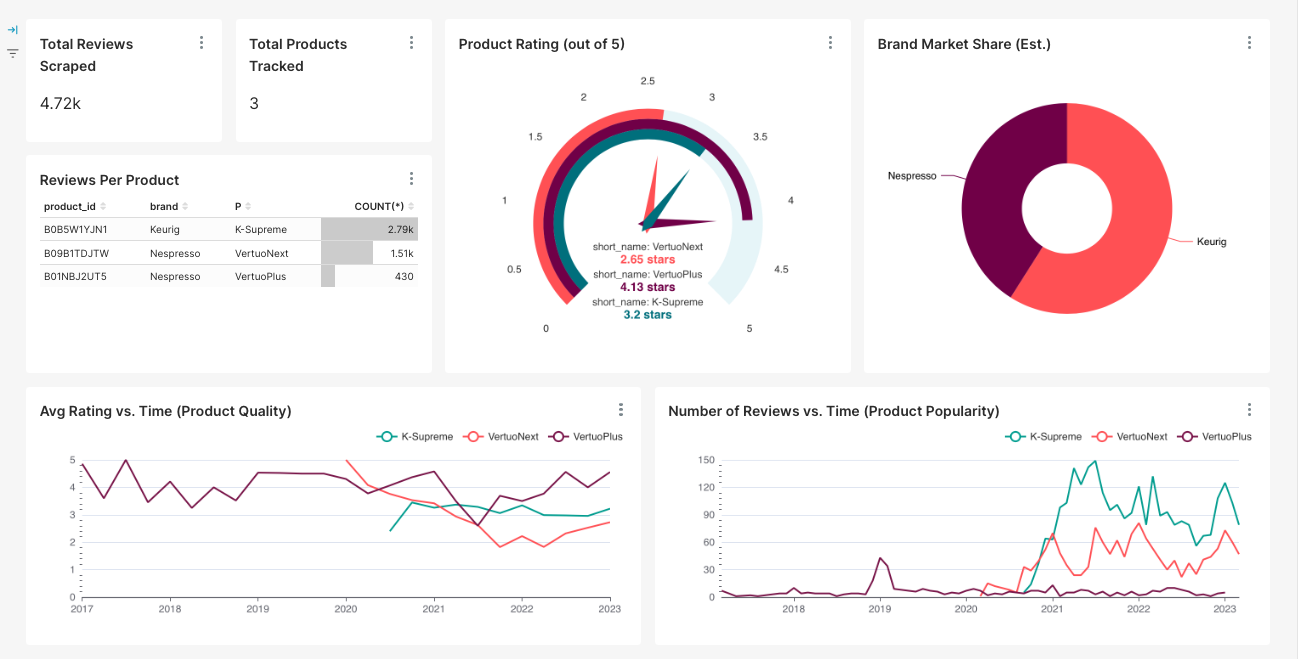 Total Reviews
Scraped
4.72k
Total Products
Tracked
3
Reviews Per Product
product_id brand P COUNT(*)
B0B5W1YJN1 Keurig K-Supreme 2.79k
B09B1TDJTW Nespresso VertuoNext 1.51k
B01NBJ2UT5 Nespresso VertuoPlus 430
Product Rating (out of 5)
0
0.5
1
1.5
2
2.5
3
3.5
4
4.5
5
short_name: VertuoNext
2.65 stars
short_name: VertuoPlus
4.13 stars
short_name: K-Supreme
3.2 stars
Brand Market Share (Est.)
Nespresso
Keurig
Avg Rating vs. Time (Product Quality)
K-Supreme VertuoNext VertuoPlus
5
4
3
2
1
0
2017 2018 2019 2020 2021 2022 2023
Number of Reviews vs. Time (Product Popularity)
K-Supreme VertuoNext VertuoPlus
150
120
90
60
30
0
2018 2019 2020 2021 2022 2023